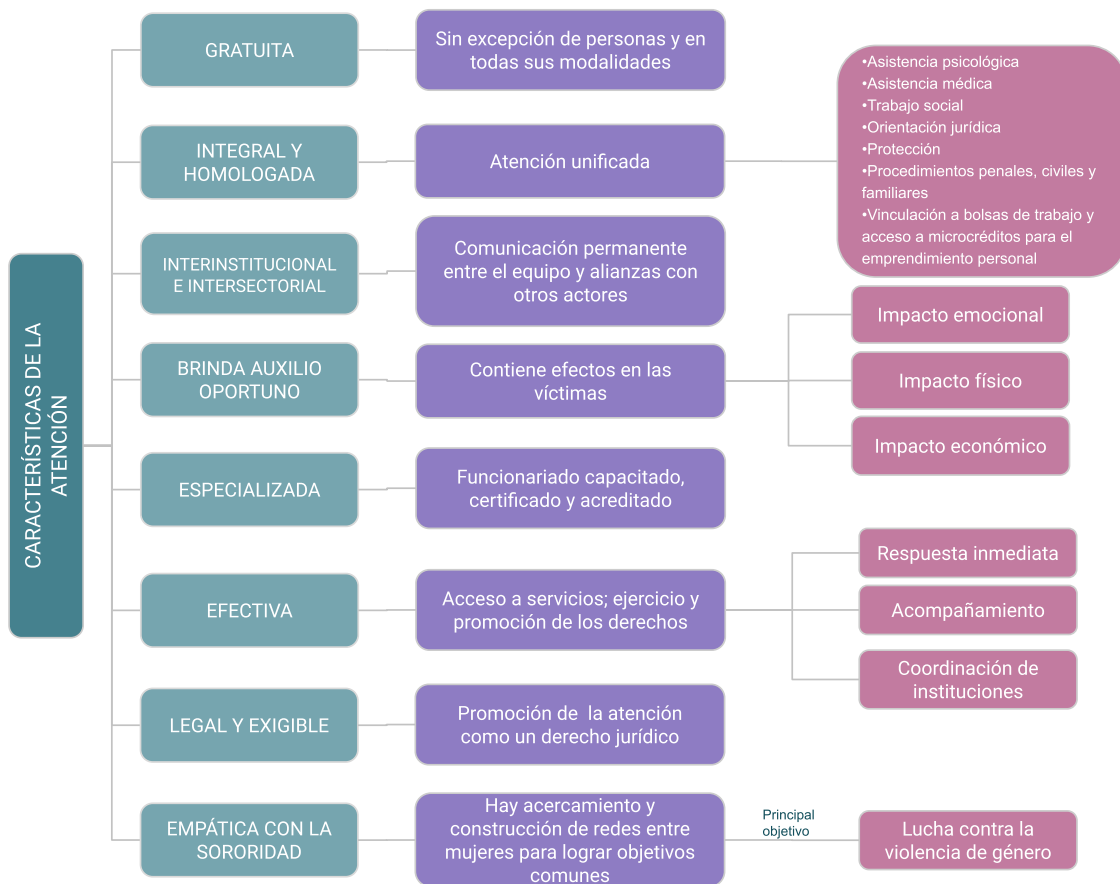 CARACTERÍSTICAS DE LA
ATENCIÓN
GRATUITA
Sin excepción de personas y en
todas sus modalidades
INTEGRAL Y
HOMOLOGADA
Atención unificada
•Asistencia psicológica
•Asistencia médica
•Trabajo social
•Orientación jurídica
•Protección
•Procedimientos penales, civiles y
familiares
•Vinculación a bolsas de trabajo y
acceso a microcréditos para el
emprendimiento personal
INTERINSTITUCIONAL
E INTERSECTORIAL
Comunicación permanente
entre el equipo y alianzas con
otros actores
BRINDA AUXILIO
OPORTUNO
Contiene efectos en las
víctimas
Impacto emocional
Impacto físico
Impacto económico
ESPECIALIZADA
Funcionariado capacitado,
certificado y acreditado
EFECTIVA
Acceso a servicios; ejercicio y
promoción de los derechos
Respuesta inmediata
Acompañamiento
Coordinación de
instituciones
LEGAL Y EXIGIBLE
Promoción de  la atención
como un derecho jurídico
EMPÁTICA CON LA
SORORIDAD
Hay acercamiento y
construcción de redes entre
mujeres para lograr objetivos
comunes
Principal
objetivo
Lucha contra la
violencia de género